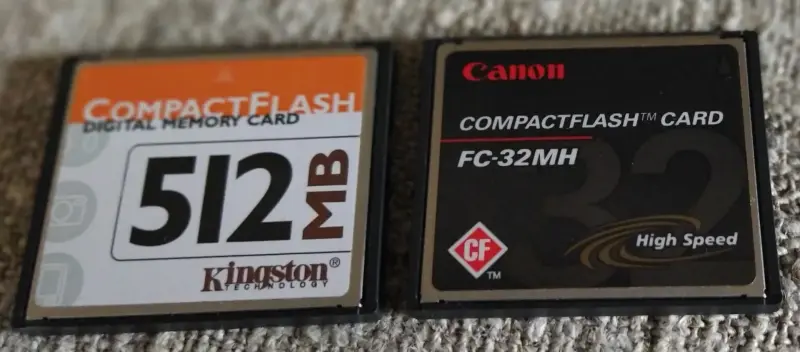 COMPACTFLASH
DIGITAL MEMORY CARD
512
MB
Kingston®
TECHNOLOGY
Canon
COMPACTFLASH™ CARD
FC-32MH
32
High Speed
CF
TM